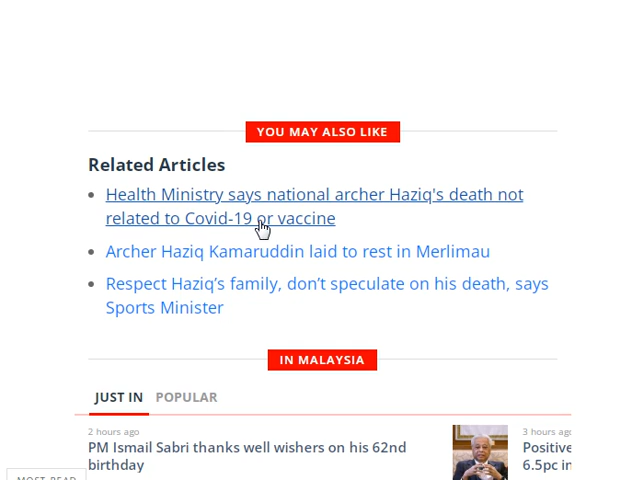 YOU MAY ALSO LIKE
Related Articles
Health Ministry says national archer Haziq's death not
related to Covid-19 or vaccine
Archer Haziq Kamaruddin laid to rest in Merlimau
Respect Haziq’s family, don’t speculate on his death, says
Sports Minister
IN MALAYSIA
JUST IN POPULAR
2 hours ago
PM Ismail Sabri thanks well wishers on his 62nd
birthday
3 hours ago
Positive
6.5pc in
MOST READ